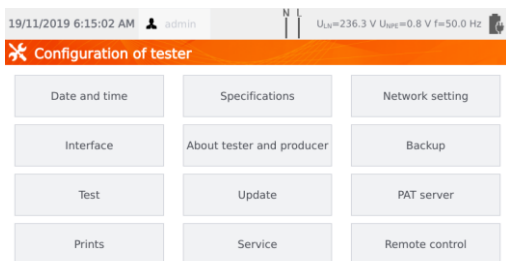 19/11/2019 6:15:02 AM admin N L U_LN=236.3 V U_NPE=0.8 V f=50.0 Hz
Configuration of tester
Date and time Specifications Network setting
Interface About tester and producer Backup
Test Update PAT server
Prints Service Remote control